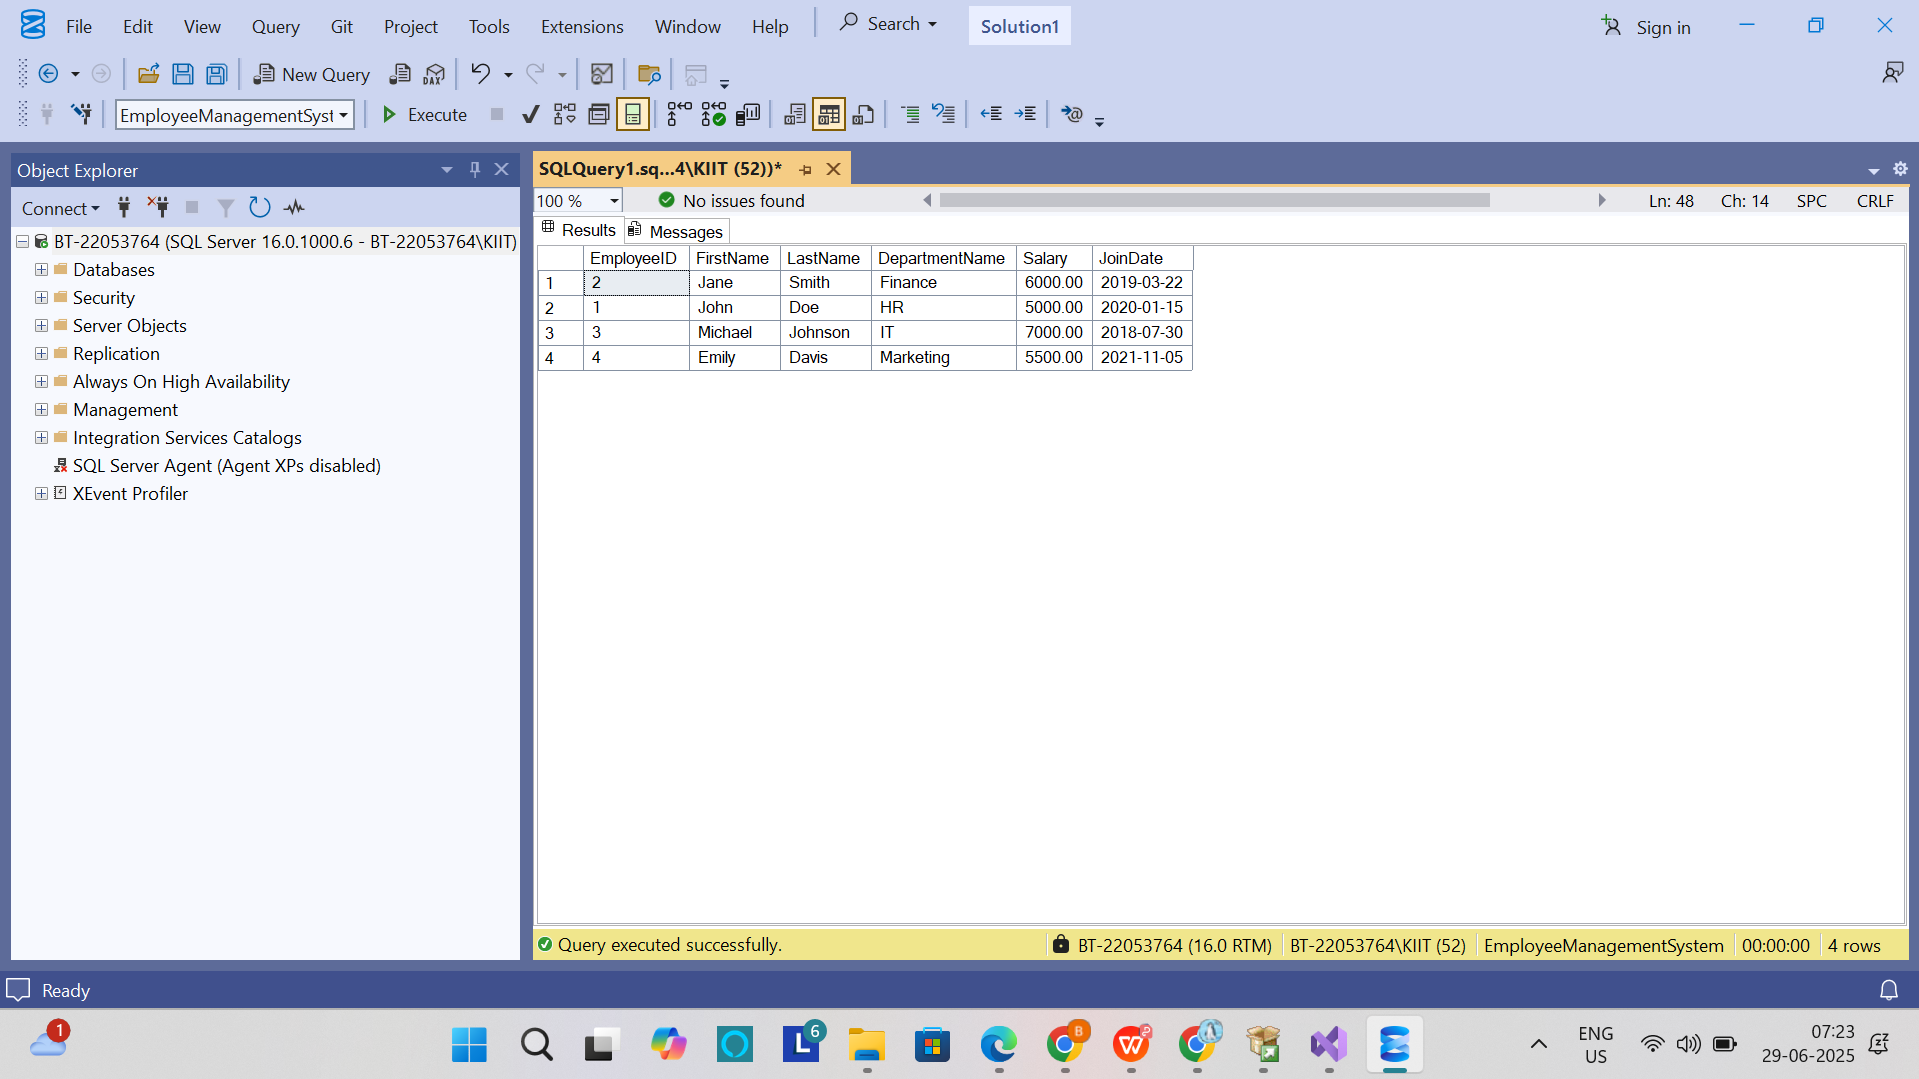 File Edit View Query Git Project Tools Extensions Window Help Search Solution1 Sign in
New Query DAX
EmployeeManagementSyst Execute
Object Explorer
Connect
BT-22053764 (SQL Server 16.0.1000.6 - BT-22053764\KIIT)
Databases
Security
Server Objects
Replication
Always On High Availability
Management
Integration Services Catalogs
SQL Server Agent (Agent XPs disabled)
XEvent Profiler
SQLQuery1.sq...4\KIIT (52))*
100 % No issues found Ln: 48 Ch: 14 SPC CRLF
Results Messages
EmployeeID FirstName LastName DepartmentName Salary JoinDate
1 2 Jane Smith Finance 6000.00 2019-03-22
2 1 John Doe HR 5000.00 2020-01-15
3 3 Michael Johnson IT 7000.00 2018-07-30
4 4 Emily Davis Marketing 5500.00 2021-11-05
Query executed successfully. BT-22053764 (16.0 RTM) BT-22053764\KIIT (52) EmployeeManagementSystem 00:00:00 4 rows
Ready
1 L 6 B W ENG US 07:23 29-06-2025